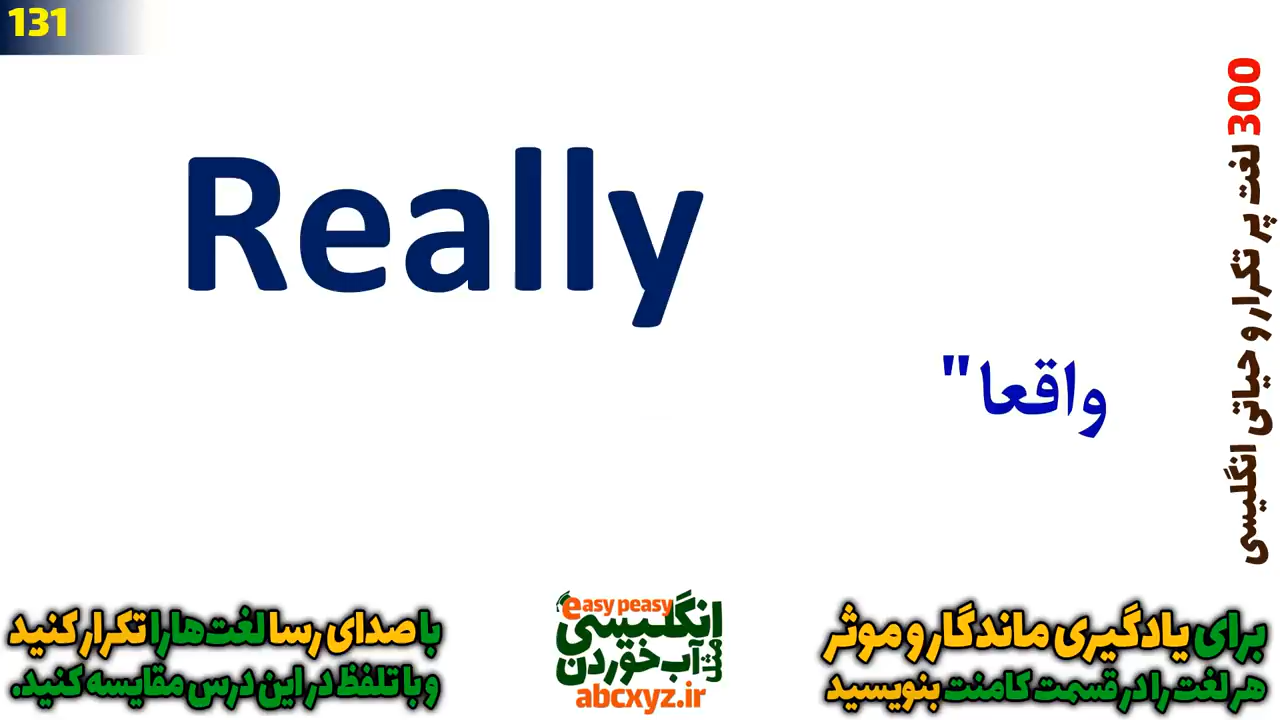 131
Really
واقعا"
300 لغت پر تکرار و حیاتی انگلیسی
با صدای رسا لغت‌ها را تکرار کنید
و با تلفظ در این درس مقایسه کنید.
easy peasy
انگلیسی
مثل آب خوردن
abcxyz.ir
برای یادگیری ماندگار و موثر
هر لغت را در قسمت کامنت بنویسید